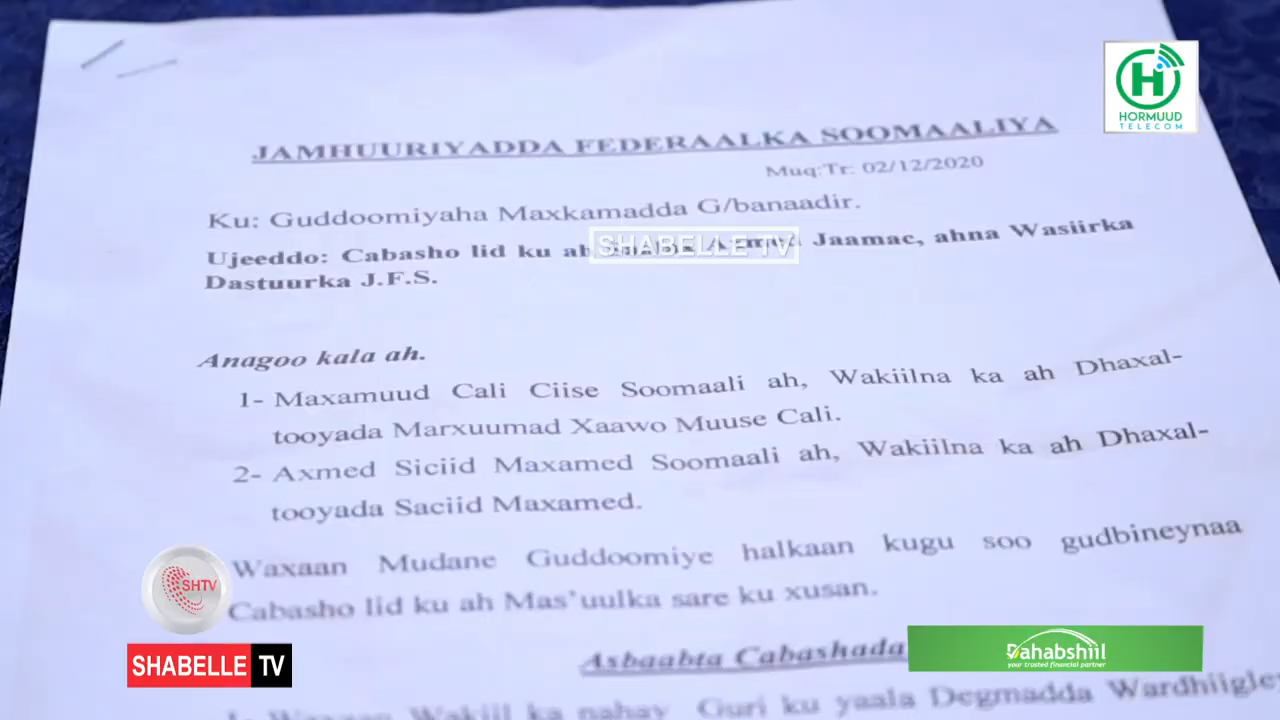 HORMUUD
TELECOM
JAMHUURIYADDA FEDERAALKA SOOMAALIYA
Muq:Tr: 02/12/2020
Ku: Guddoomiyaha Maxkamadda G/banaadir.
Ujeeddo: Cabasho lid ku ah Jaamac, ahna Wasiirka
SHABELLE TV
Dastuurka J.F.S.
Anagoo kala ah.
1- Maxamuud Cali Ciise Soomaali ah, Wakiilna ka ah Dhaxal-
tooyada Marxuumad Xaawo Muuse Cali.
2- Axmed Siciid Maxamed Soomaali ah, Wakiilna ka ah Dhaxal-
tooyada Saciid Maxamed.
Waxaan Mudane Guddoomiye halkaan kugu soo gudbineynaa
Cabasho lid ku ah Mas'uulka sare ku xusan.
SHTV
SHABELLE TV
Asbaabta Cabashada
Dahabshiil
your trusted financial partner
Waxaan Wakiil ka nahay Guri ku yaala Degmadda Wardhiigley